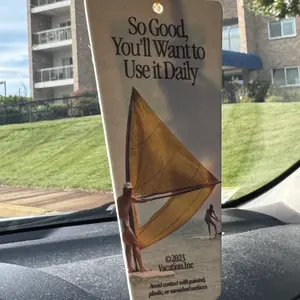 So Good,
You'll Want to
Use it Daily
©2023
Vacation, Inc
Avoid contact with painted,
plastic, or varnished surfaces